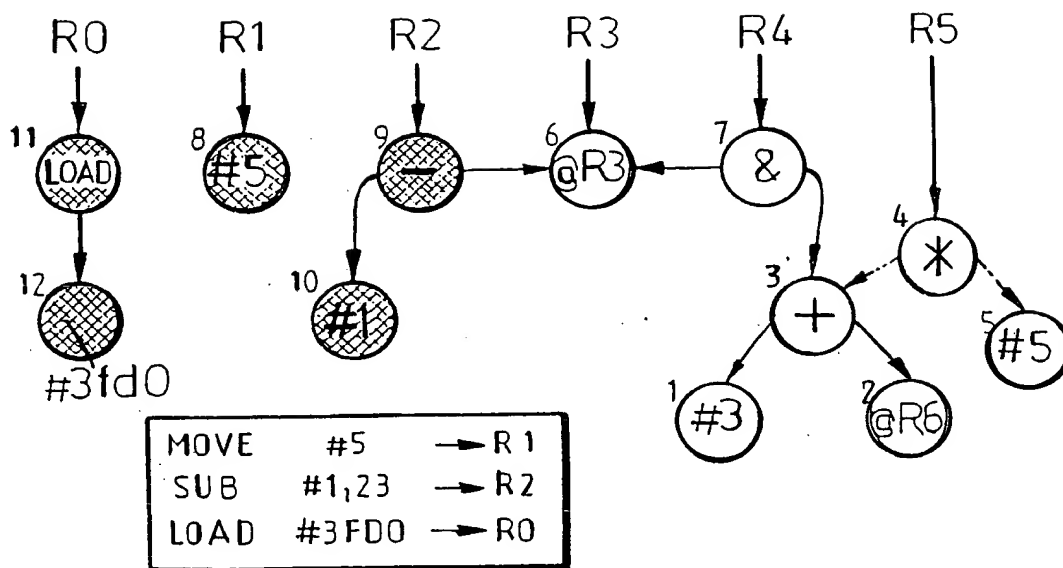 R0 R1 R2 R3 R4 R5
11 LOAD 8 #5 9 − 6 @R3 7 &
4 *
12 10 #1 3 + 5 #5
#3fd0 1 #3 2 @R6
MOVE #5 → R1
SUB #1,23 → R2
LOAD #3FD0 → R0